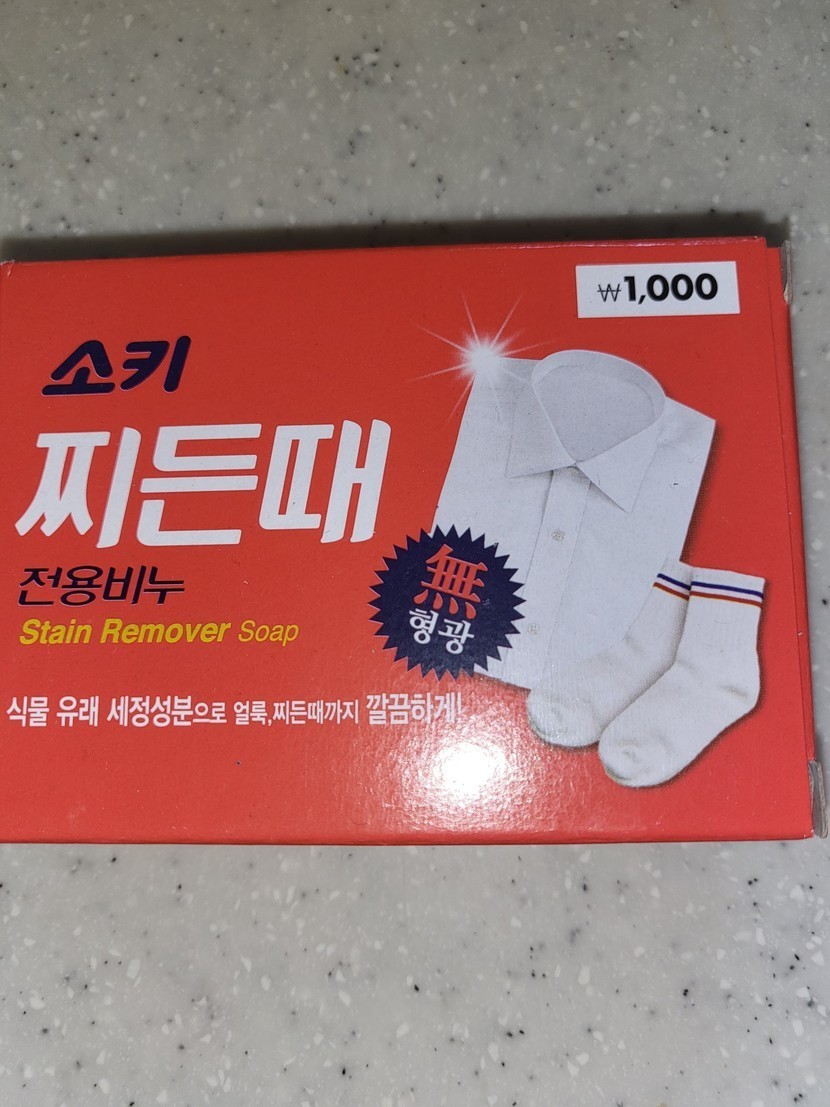 ₩1,000
소키
찌든때
전용비누
Stain Remover Soap
無
형광
식물 유래 세정성분으로 얼룩,찌든때까지 깔끔하게!